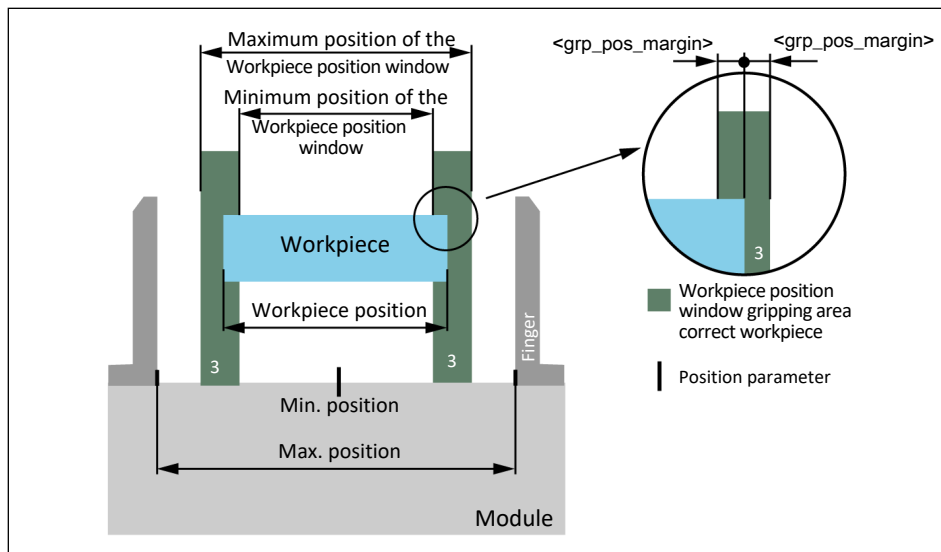 Maximum position of the
Workpiece position window
Minimum position of the
Workpiece position
window
Workpiece
Workpiece position
3
3
Finger
Min. position
Max. position
Module
<grp_pos_margin> <grp_pos_margin>
3
Workpiece position
window gripping area
correct workpiece
Position parameter